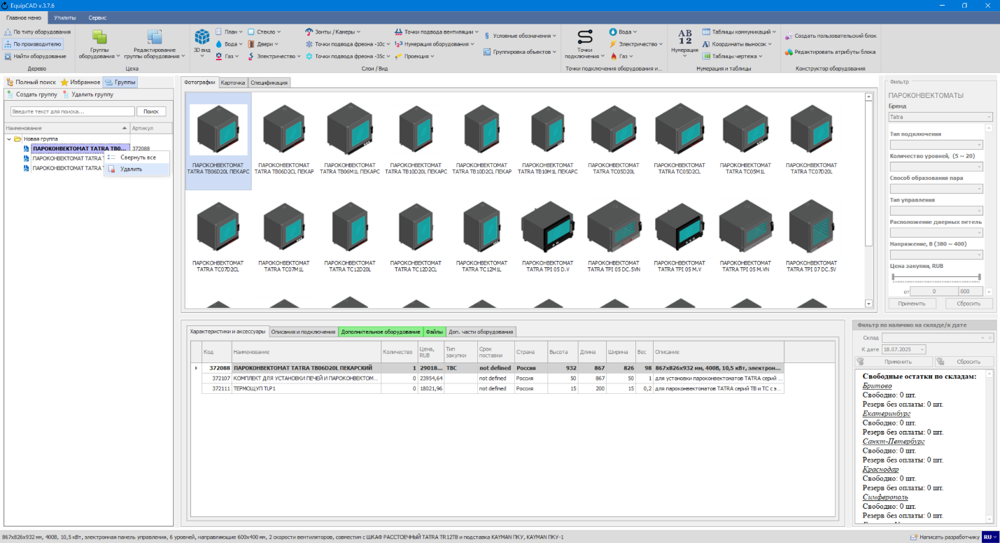 EquipCAD v.3.7.6
Главное меню Утилиты Сервис
По типу оборудования
По производителю
Найти оборудование
Дерево
Группы оборудования
Редактирование группы оборудования
Цеха
3D вид
План Стекло Зонты / Камеры Точки подвода вентиляции
Вода Двери Точки подвода фреона -10с Нумерация оборудования
Газ Электричество Точки подвода фреона -35с Проекция
Условные обозначения
Группировка объектов
Слои / Вид
Точки подключения
Вода
Электричество
Газ
Точки подключения оборудования и...
AB
12
Нумерация
Таблицы коммуникаций
Координаты выносок
Таблицы чертежа
Нумерация и таблицы
Создать пользовательский блок
Редактировать атрибуты блока
Конструктор оборудования
Полный поиск Избранное Группы
Создать группу Удалить группу
Введите текст для поиска... Поиск
Наименование Артикул
Новая группа
ПАРОКОНВЕКТОМАТ TATRA TB0... 372088
ПАРОКОНВЕКТОМАТ TATRA
ПАРОКОНВЕКТОМАТ TATRA
Свернуть все
Удалить
Фотографии Карточка Спецификация
ПАРОКОНВЕКТОМАТ TATRA TB06D20L ПЕКАРС
ПАРОКОНВЕКТОМАТ TATRA TB06D2CL ПЕКАР
ПАРОКОНВЕКТОМАТ TATRA TB06M1L ПЕКАРС
ПАРОКОНВЕКТОМАТ TATRA TB10D20L ПЕКАРС
ПАРОКОНВЕКТОМАТ TATRA TB10D2CL ПЕКАР
ПАРОКОНВЕКТОМАТ TATRA TB10M1L ПЕКАРС
ПАРОКОНВЕКТОМАТ TATRA TC05D20L
ПАРОКОНВЕКТОМАТ TATRA TC05D2CL
ПАРОКОНВЕКТОМАТ TATRA TC05M1L
ПАРОКОНВЕКТОМАТ TATRA TC07D20L
ПАРОКОНВЕКТОМАТ TATRA TC07D2CL
ПАРОКОНВЕКТОМАТ TATRA TC07M1L
ПАРОКОНВЕКТОМАТ TATRA TC12D20L
ПАРОКОНВЕКТОМАТ TATRA TC12D2CL
ПАРОКОНВЕКТОМАТ TATRA TC12M1L
ПАРОКОНВЕКТОМАТ TATRA TPI 05 D.V
ПАРОКОНВЕКТОМАТ TATRA TPI 05 DC.5VN
ПАРОКОНВЕКТОМАТ TATRA TPI 05 M.V
ПАРОКОНВЕКТОМАТ TATRA TPI 05 M.VN
ПАРОКОНВЕКТОМАТ TATRA TPI 07 DC.5V
Фильтр
ПАРОКОНВЕКТОМАТЫ
Бренд
Tatra
Тип подключения
Количество уровней, (5 ~ 20)
Способ образования пара
Тип управления
Расположение дверных петель
Напряжение, В (380 ~ 400)
Цена закупки, RUB
от 0 000
Применить Сбросить
Характеристики и аксессуары Описания и подключения Дополнительное оборудование Файлы Доп. части оборудования
Код Наименование Количество Цена, RUB Тип закупки Срок поставки Страна Высота Длина Ширина Вес Описание
372088 ПАРОКОНВЕКТОМАТ TATRA TB06D20L ПЕКАРСКИЙ 1 29018... ТВС not defined Россия 932 867 826 98 867x826x932 мм, 400В, 10,5 кВт, электрон...
372107 КОМПЛЕКТ ДЛЯ УСТАНОВКИ ПЕЧЕЙ И ПАРОКОНВЕКТОМ... 0 23954,64 not defined Россия 50 867 50 1 для установки пароконвектоматов TATRA серий ...
372111 ТЕРМОЩУП TLP1 0 18021,96 not defined Россия 15 200 15 0,2 для пароконвектоматов TATRA серий ТВ и ТС с э...
Фильтр по наличию на складе/к дате
Склад
К дате 18.07.2025
Применить Сбросить
Свободные остатки по складам:
Бритово
Свободно: 0 шт.
Резерв без оплаты: 0 шт.
Екатеринбург
Свободно: 0 шт.
Резерв без оплаты: 0 шт.
Санкт-Петербург
Свободно: 0 шт.
Резерв без оплаты: 0 шт.
Краснодар
Свободно: 0 шт.
Резерв без оплаты: 0 шт.
Симферополь
Свободно: 0 шт.
Резерв без оплаты: 0 шт.
867x826x932 мм, 400В, 10,5 кВт, электронная панель управления, 6 уровней, направляющие 600x400 мм, 2 скорости вентиляторов, совместим с ШКАФ РАССТОЕЧНЫЙ TATRA TR12TB и подставка KAYMAN ПКУ, KAYMAN ПКУ-1
Написать разработчику RU